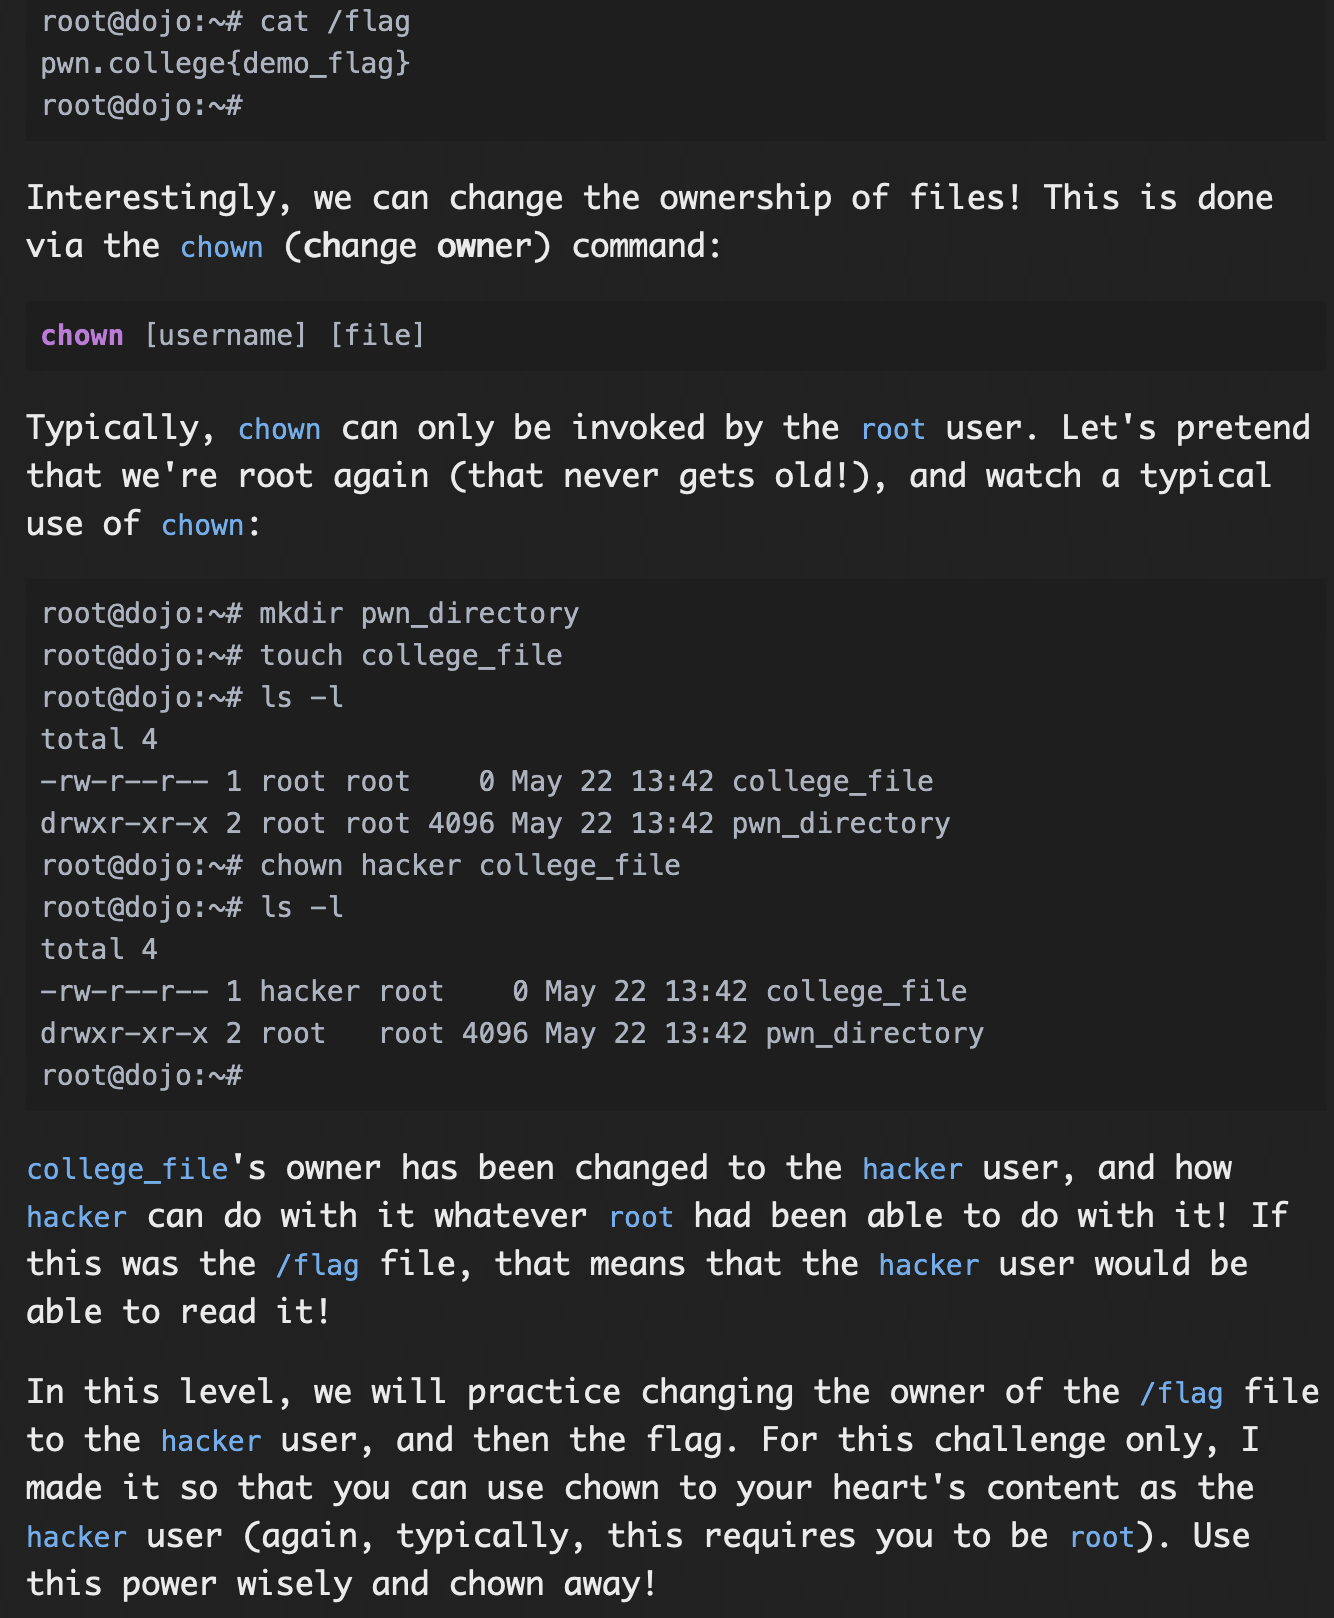 root@dojo:~# cat /flag
pwn.college{demo_flag}
root@dojo:~#
Interestingly, we can change the ownership of files! This is done
via the chown (change owner) command:
chown [username] [file]
Typically, chown can only be invoked by the root user. Let's pretend
that we're root again (that never gets old!), and watch a typical
use of chown:
root@dojo:~# mkdir pwn_directory
root@dojo:~# touch college_file
root@dojo:~# ls -l
total 4
-rw-r--r-- 1 root root    0 May 22 13:42 college_file
drwxr-xr-x 2 root root 4096 May 22 13:42 pwn_directory
root@dojo:~# chown hacker college_file
root@dojo:~# ls -l
total 4
-rw-r--r-- 1 hacker root    0 May 22 13:42 college_file
drwxr-xr-x 2 root   root 4096 May 22 13:42 pwn_directory
root@dojo:~#
college_file's owner has been changed to the hacker user, and how
hacker can do with it whatever root had been able to do with it! If
this was the /flag file, that means that the hacker user would be
able to read it!
In this level, we will practice changing the owner of the /flag file
to the hacker user, and then the flag. For this challenge only, I
made it so that you can use chown to your heart's content as the
hacker user (again, typically, this requires you to be root). Use
this power wisely and chown away!